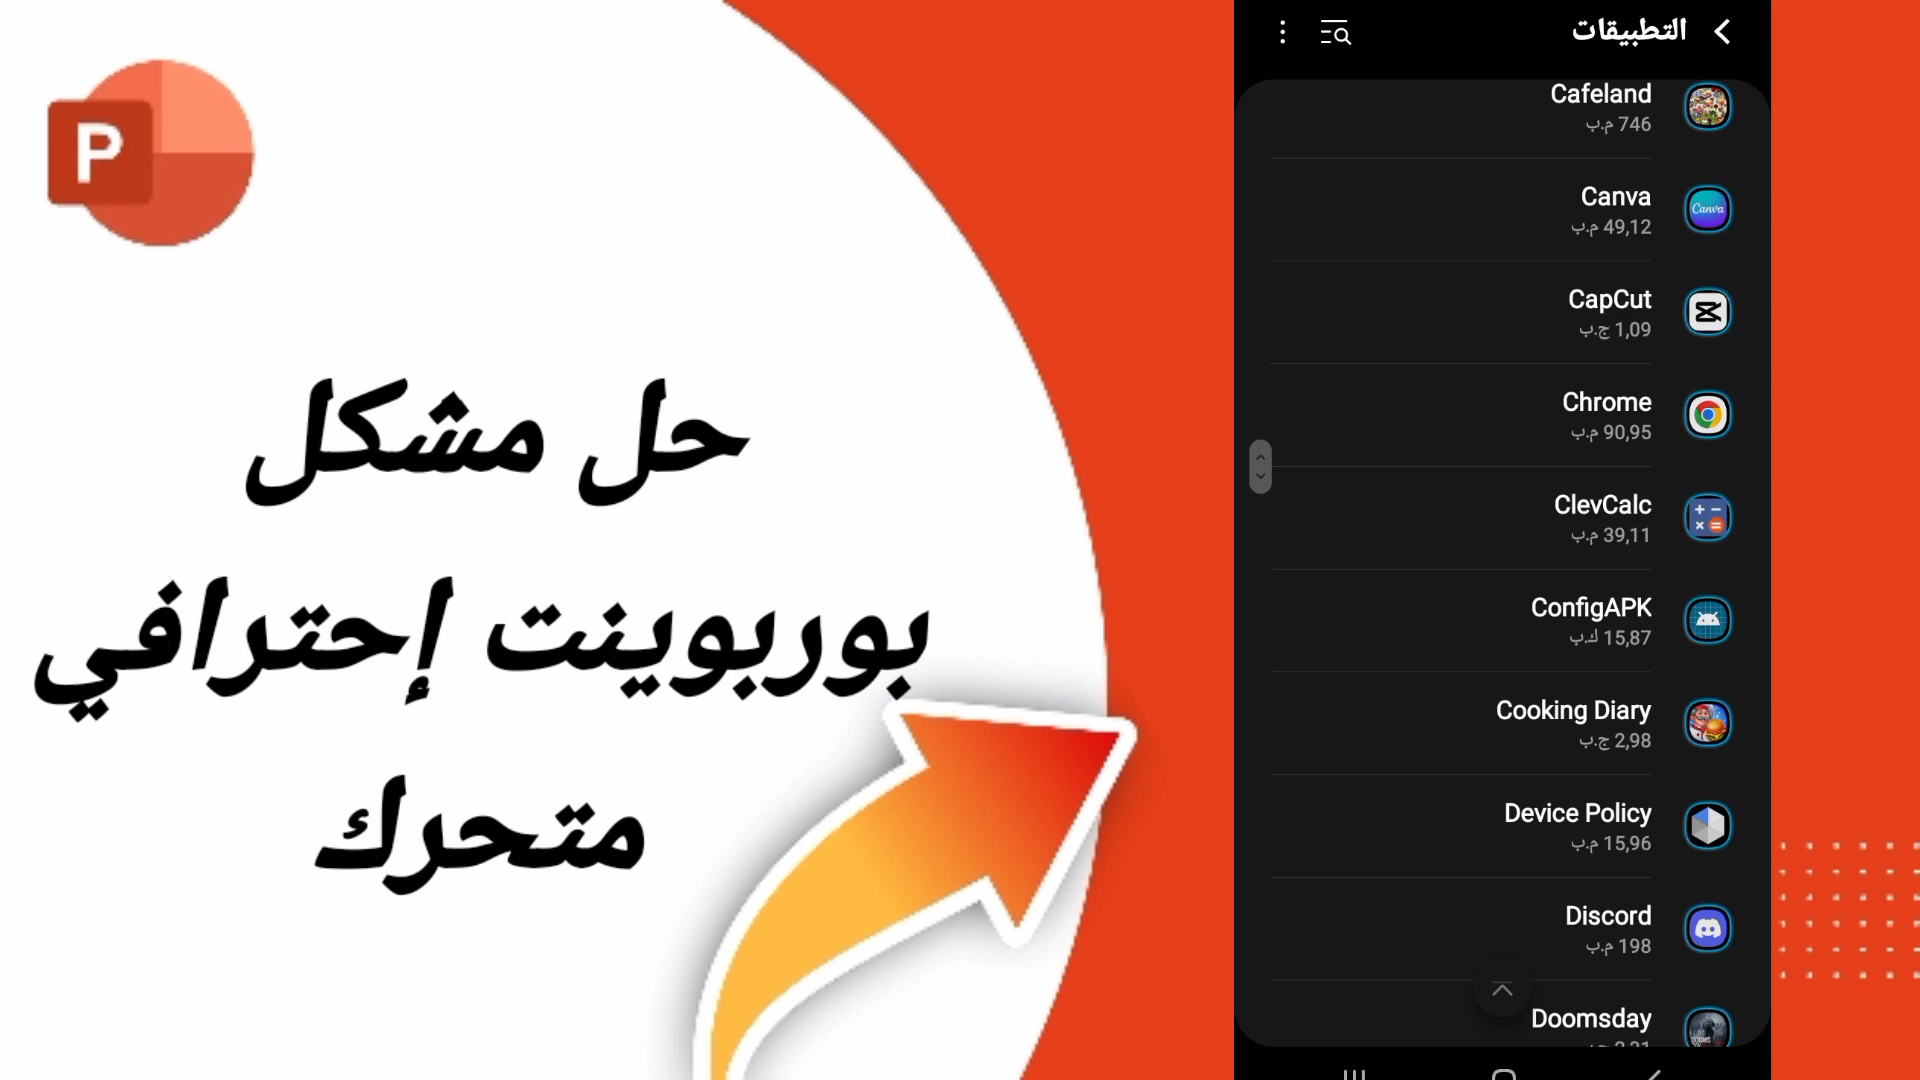 P
حل مشكل
بوربوينت إحترافي
متحرك
التطبيقات
Cafeland
746 م.ب
Canva
49,12 م.ب
CapCut
1,09 ج.ب
Chrome
90,95 م.ب
ClevCalc
39,11 م.ب
ConfigAPK
15,87 ك.ب
Cooking Diary
2,98 ج.ب
Device Policy
15,96 م.ب
Discord
198 م.ب
Doomsday